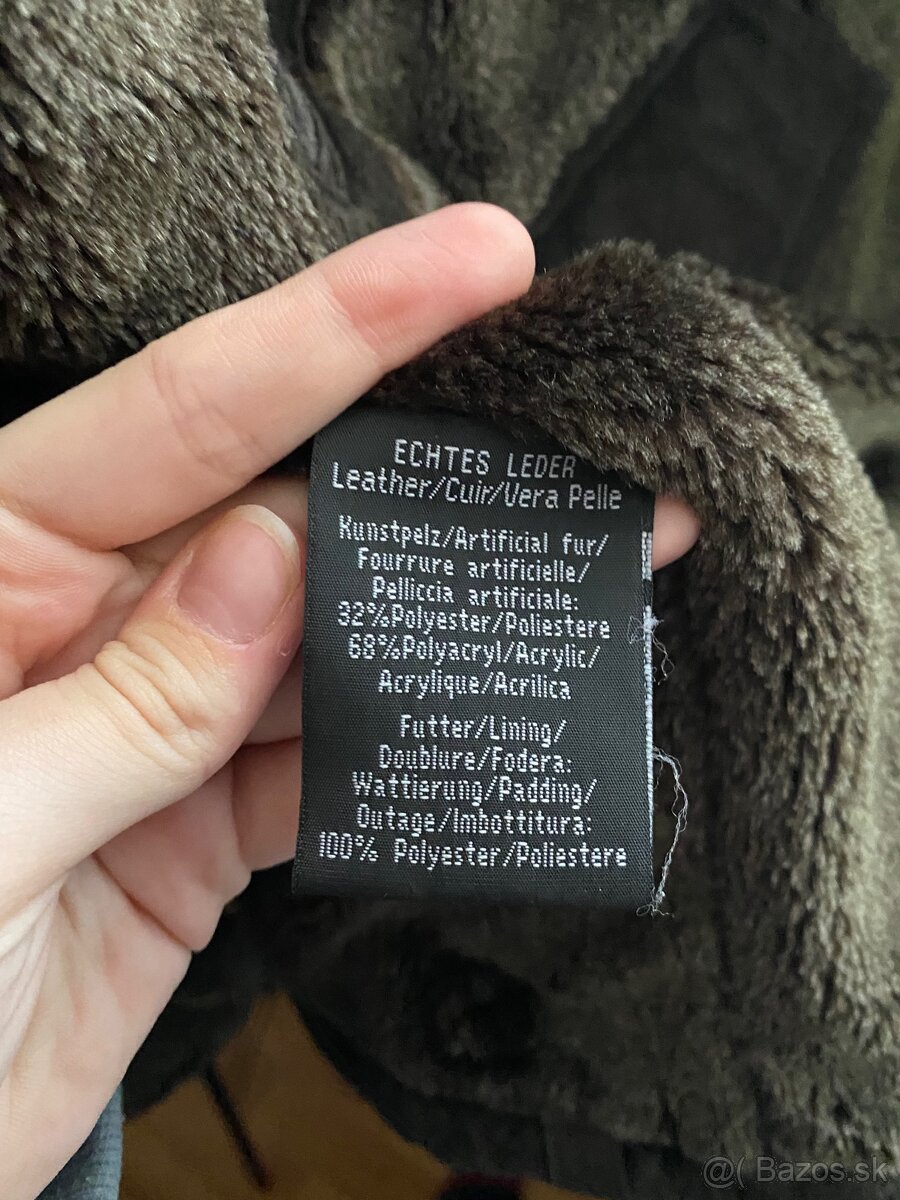 ECHTES LEDER
Leather/Cuir/Vera Pelle
Kunstpelz/Artificial fur/
Fourrure artificielle/
Pelliccia artificiale:
32%Polyester/Poliestere
68%Polyacryl/Acrylic/
Acrylique/Acrilica
Futter/Lining/
Doublure/Fodera:
Wattierung/Padding/
Outage/Imbottitura:
100% Polyester/Poliestere
@( Bazos.sk